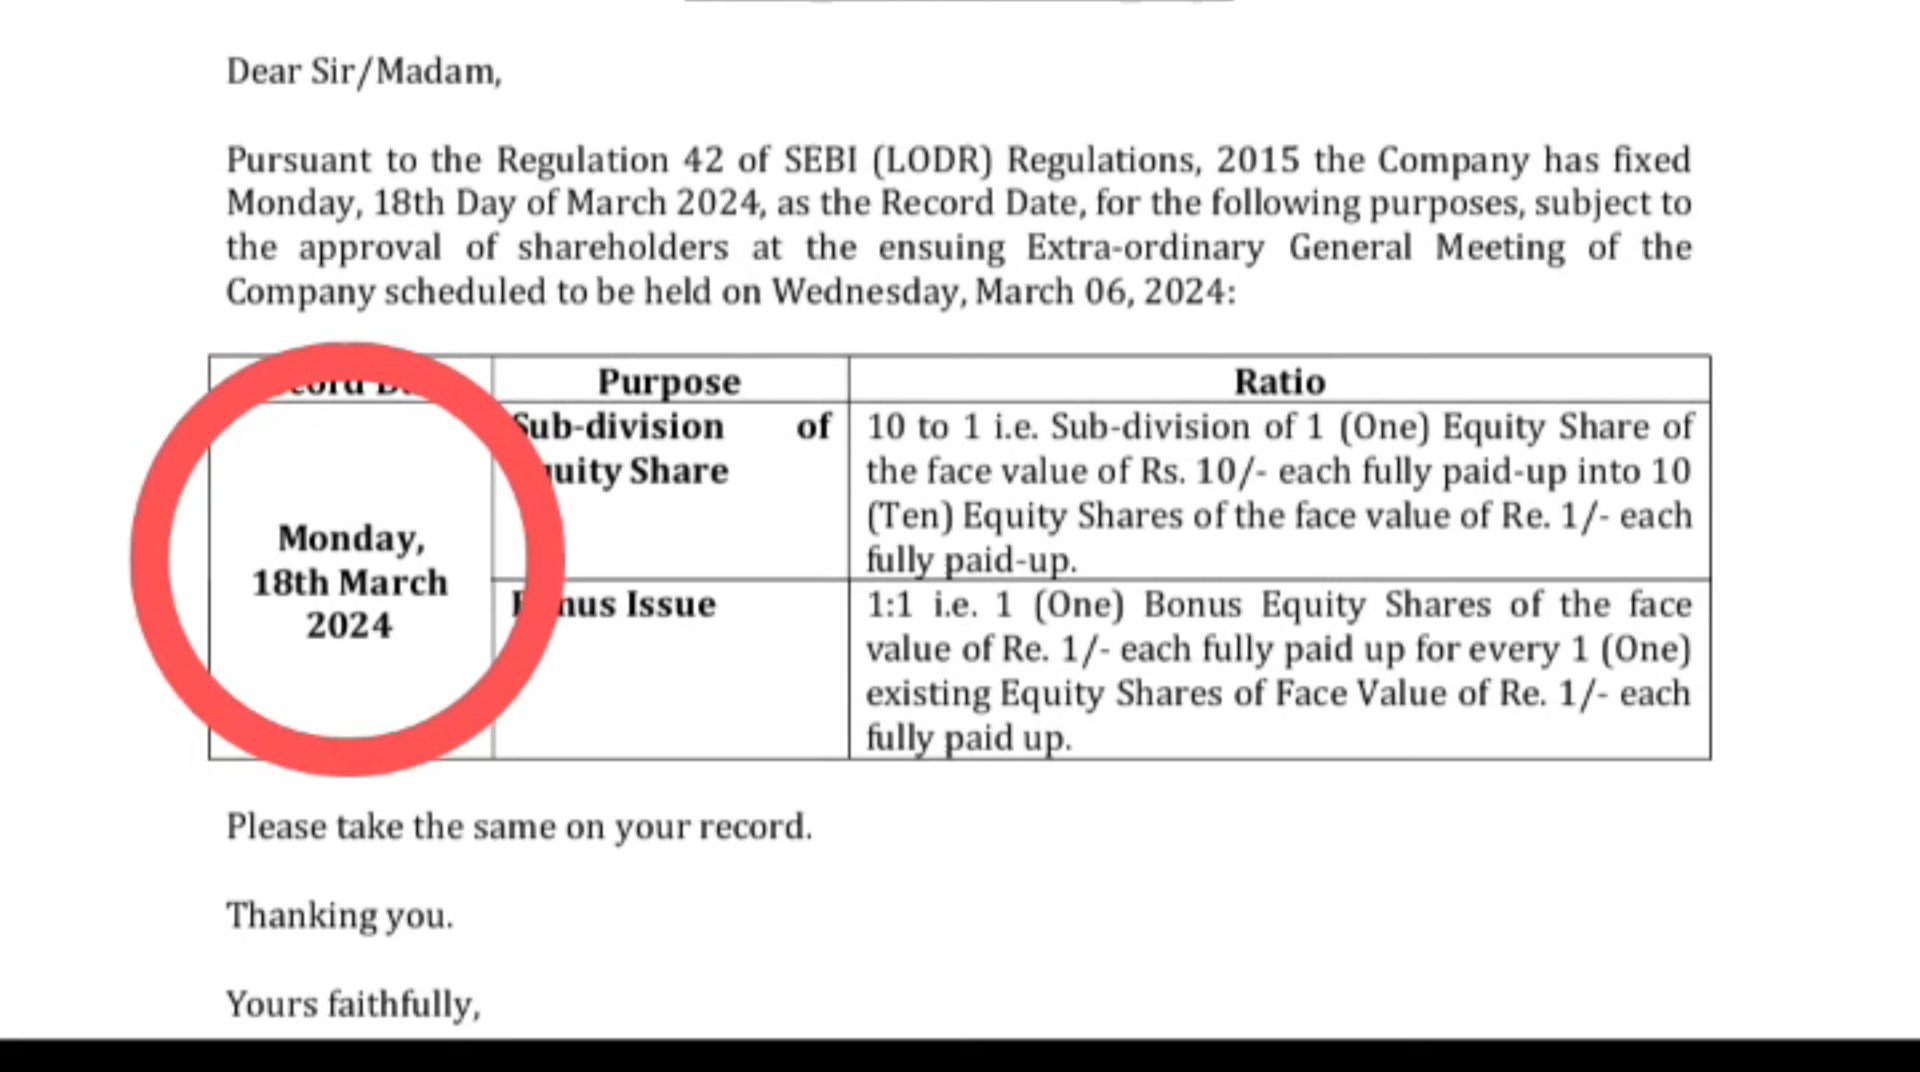 Dear Sir/Madam,
Pursuant to the Regulation 42 of SEBI (LODR) Regulations, 2015 the Company has fixed
Monday, 18th Day of March 2024, as the Record Date, for the following purposes, subject to
the approval of shareholders at the ensuing Extra-ordinary General Meeting of the
Company scheduled to be held on Wednesday, March 06, 2024:
Purpose
Ratio
Monday,
18th March
2024
Sub-division of
Share
10 to 1 i.e. Sub-division of 1 (One) Equity Share of
the face value of Rs. 10/- each fully paid-up into 10
(Ten) Equity Shares of the face value of Re. 1/- each
fully paid-up.
Issue
1:1 i.e. 1 (One) Bonus Equity Shares of the face
value of Re. 1/- each fully paid up for every 1 (One)
existing Equity Shares of Face Value of Re. 1/- each
fully paid up.
Please take the same on your record.
Thanking you.
Yours faithfully,